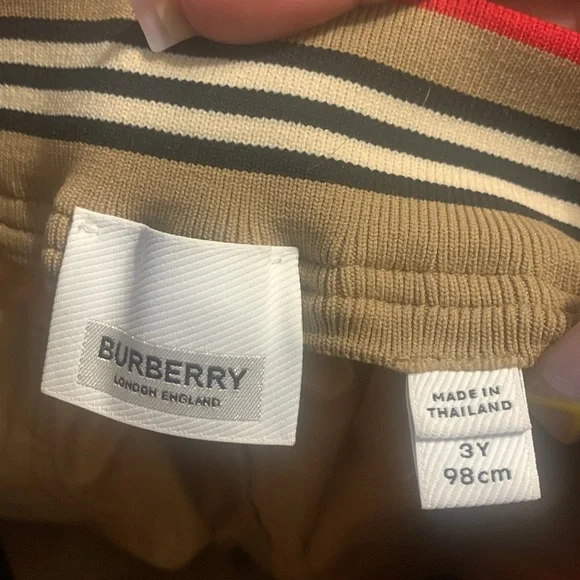 BURBERRY
LONDON ENGLAND
MADE IN
THAILAND
3Y
98cm